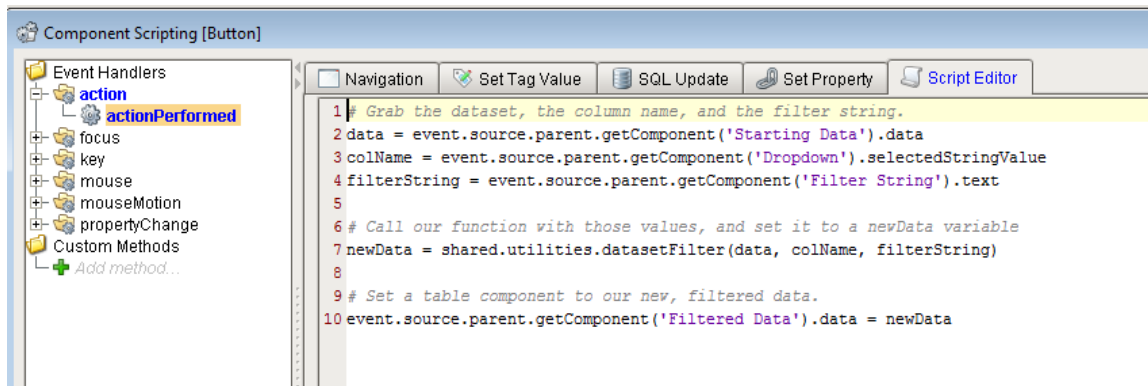 Component Scripting [Button]
Event Handlers
action
actionPerformed
focus
key
mouse
mouseMotion
propertyChange
Custom Methods
Add method...
Navigation
Set Tag Value
SQL Update
Set Property
Script Editor
1 # Grab the dataset, the column name, and the filter string.
2 data = event.source.parent.getComponent('Starting Data').data
3 colName = event.source.parent.getComponent('Dropdown').selectedStringValue
4 filterString = event.source.parent.getComponent('Filter String').text
5
6 # Call our function with those values, and set it to a newData variable
7 newData = shared.utilities.datasetFilter(data, colName, filterString)
8
9 # Set a table component to our new, filtered data.
10 event.source.parent.getComponent('Filtered Data').data = newData